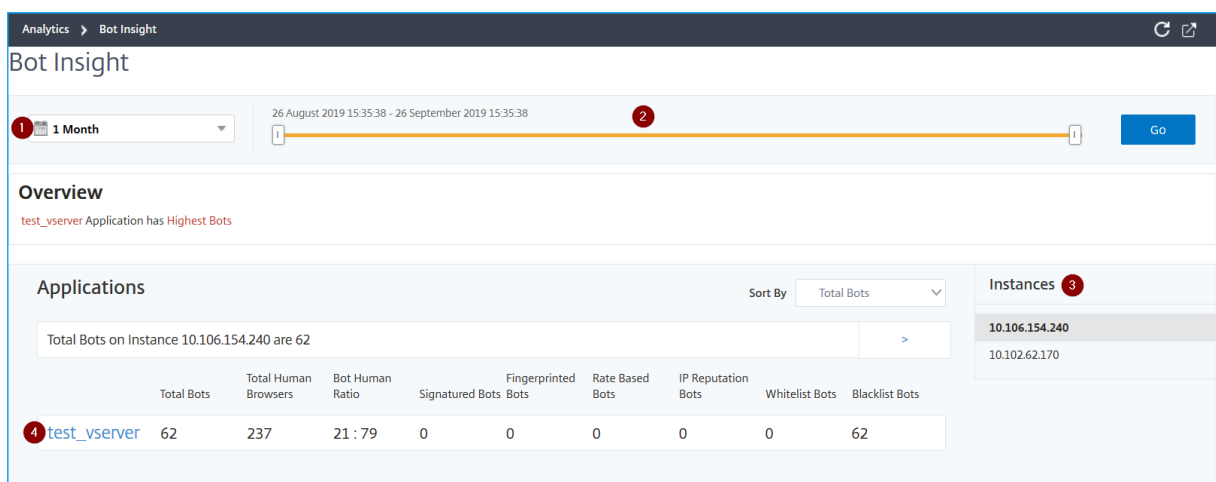 Analytics > Bot Insight
Bot Insight
1 1 Month
26 August 2019 15:35:38 - 26 September 2019 15:35:38
2
Go
Overview
test_vserver Application has Highest Bots
Applications
Sort By Total Bots
Total Bots on Instance 10.106.154.240 are 62 >
Total Bots Total Human Browsers Bot Human Ratio Signatured Bots Fingerprinted Bots Rate Based Bots IP Reputation Bots Whitelist Bots Blacklist Bots
4 test_vserver 62 237 21 : 79 0 0 0 0 0 62
Instances 3
10.106.154.240
10.102.62.170